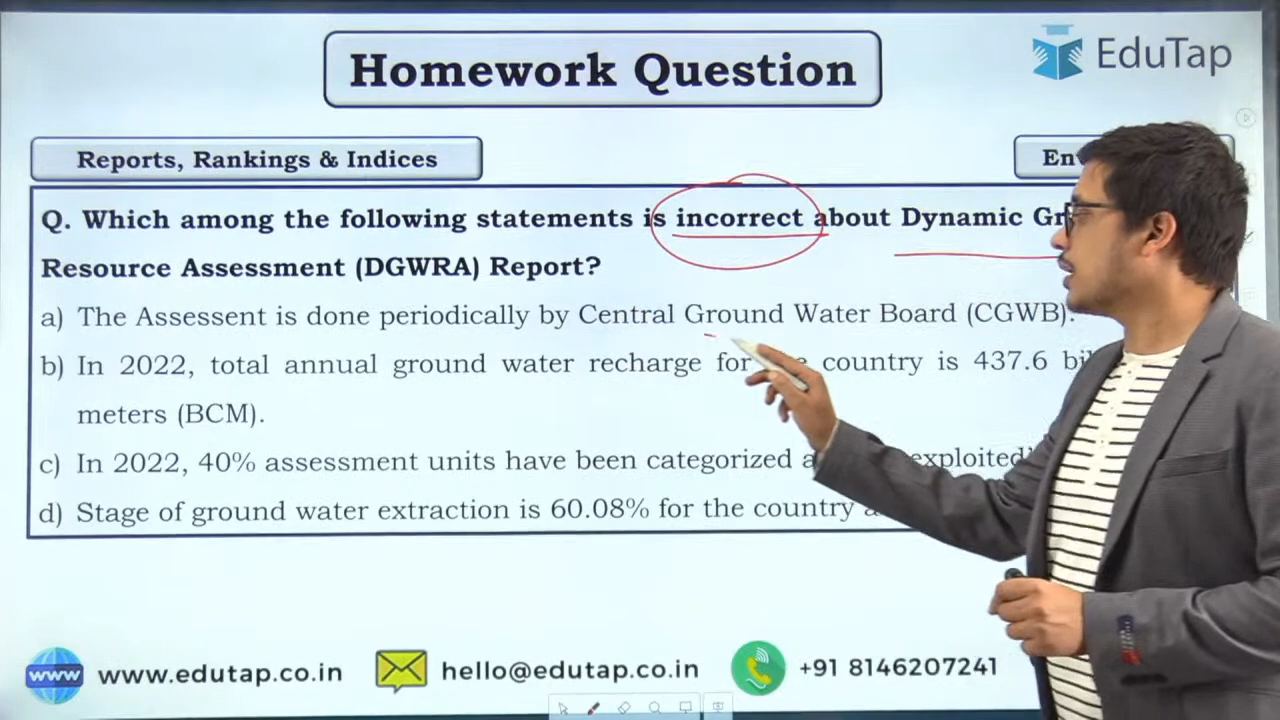 Homework Question
EduTap
Reports, Rankings & Indices
Q. Which among the following statements is incorrect about Dynamic
Resource Assessment (DGWRA) Report?
a) The Assessent is done periodically by Central Ground Water Board (CGWB).
b) In 2022, total annual ground water recharge for country is 437.6
meters (BCM).
c) In 2022, 40% assessment units have been categorized exploited'
d) Stage of ground water extraction is 60.08% for the country
www www.edutap.co.in hello@edutap.co.in +91 8146207241